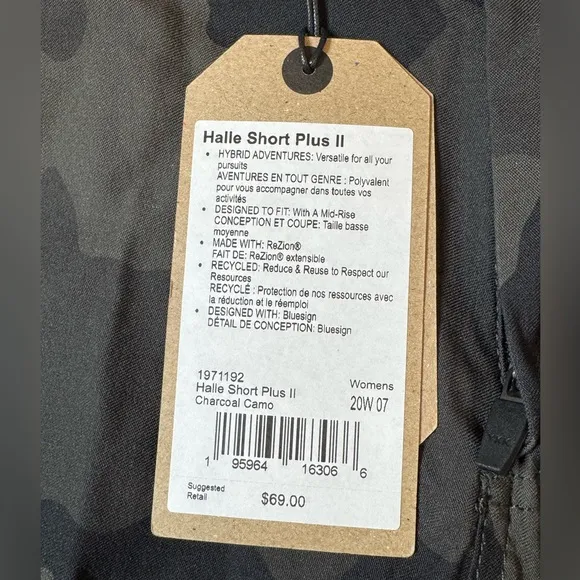 Halle Short Plus II
• HYBRID ADVENTURES: Versatile for all your
pursuits
AVENTURES EN TOUT GENRE : Polyvalent
pour vous accompagner dans toutes vos
activités
• DESIGNED TO FIT: With A Mid-Rise
CONCEPTION ET COUPE: Taille basse
moyenne
• MADE WITH: ReZion®
FAIT DE: ReZion® extensible
• RECYCLED: Reduce & Reuse to Respect our
Resources
RECYCLÉ : Protection de nos ressources avec
la réduction et le réemploi
• DESIGNED WITH: Bluesign
DÉTAIL DE CONCEPTION: Bluesign
1971192
Halle Short Plus II Womens
Charcoal Camo 20W 07
1 95964 16306 6
Suggested
Retail $69.00